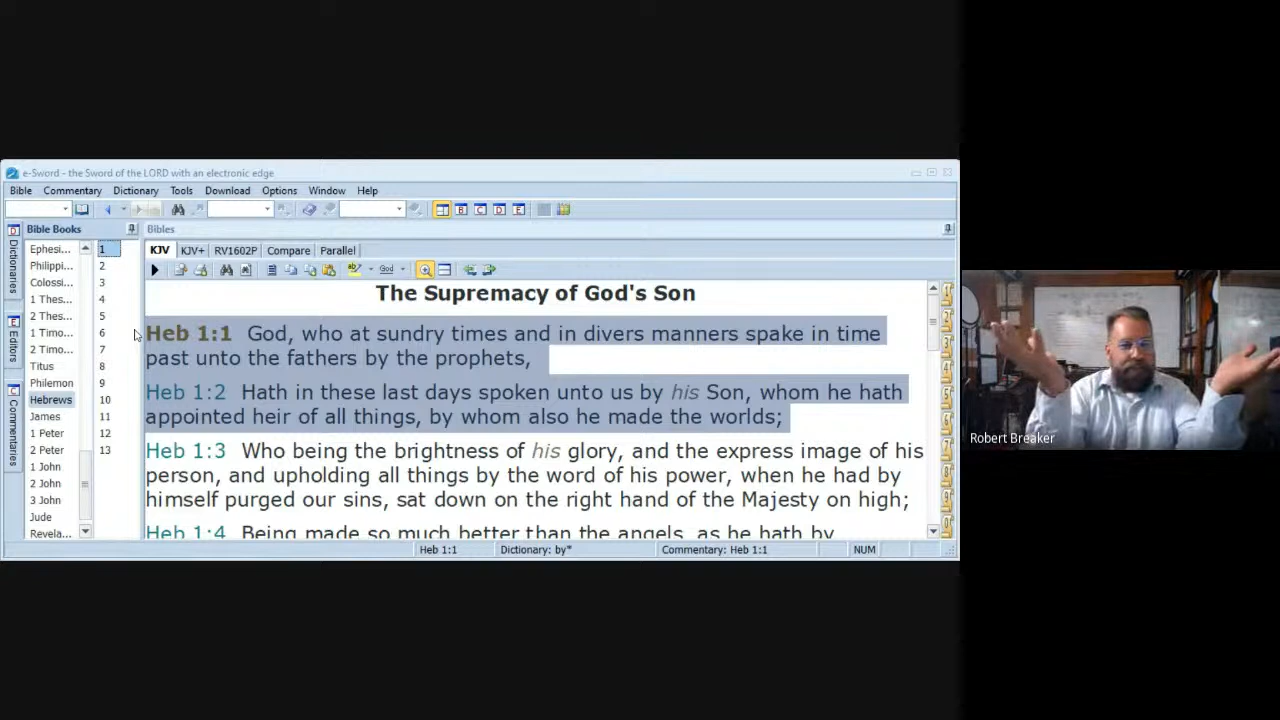 e-Sword - the Sword of the LORD with an electronic edge
Bible Commentary Dictionary Tools Download Options Window Help
B C D E
Bible Books
Bibles
Dictionaries
Editors
Commentaries
Ephesi...
Philippi...
Colossi...
1 Thes...
2 Thes...
1 Timo...
2 Timo...
Titus
Philemon
Hebrews
James
1 Peter
2 Peter
1 John
2 John
3 John
Jude
Revela...
1
2
3
4
5
6
7
8
9
10
11
12
13
KJV KJV+ RV1602P Compare Parallel
God
The Supremacy of God's Son
Heb 1:1 God, who at sundry times and in divers manners spake in time
past unto the fathers by the prophets,
Heb 1:2 Hath in these last days spoken unto us by his Son, whom he hath
appointed heir of all things, by whom also he made the worlds;
Heb 1:3 Who being the brightness of his glory, and the express image of his
person, and upholding all things by the word of his power, when he had by
himself purged our sins, sat down on the right hand of the Majesty on high;
Heb 1:4 Being made so much better than the angels, as he hath by
Heb 1:1 Dictionary: by* Commentary: Heb 1:1 NUM
Robert Breaker